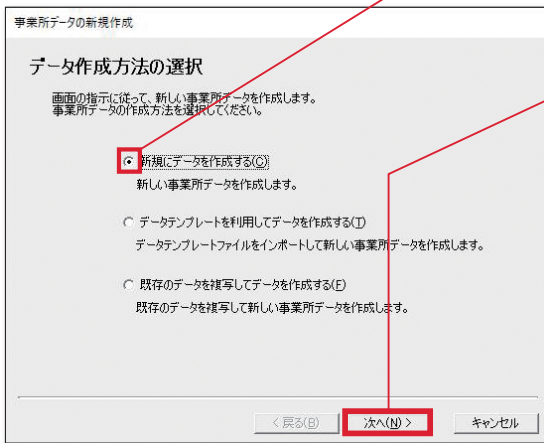 事業所データの新規作成
データ作成方法の選択
画面の指示に従って、新しい事業所データを作成します。
事業所データの作成方法を選択してください。
新規にデータを作成する(C)
新しい事業所データを作成します。
データテンプレートを利用してデータを作成する(T)
データテンプレートファイルをインポートして新しい事業所データを作成します。
既存のデータを複写してデータを作成する(F)
既存のデータを複写して新しい事業所データを作成します。
< 戻る(B) 次へ(N) > キャンセル